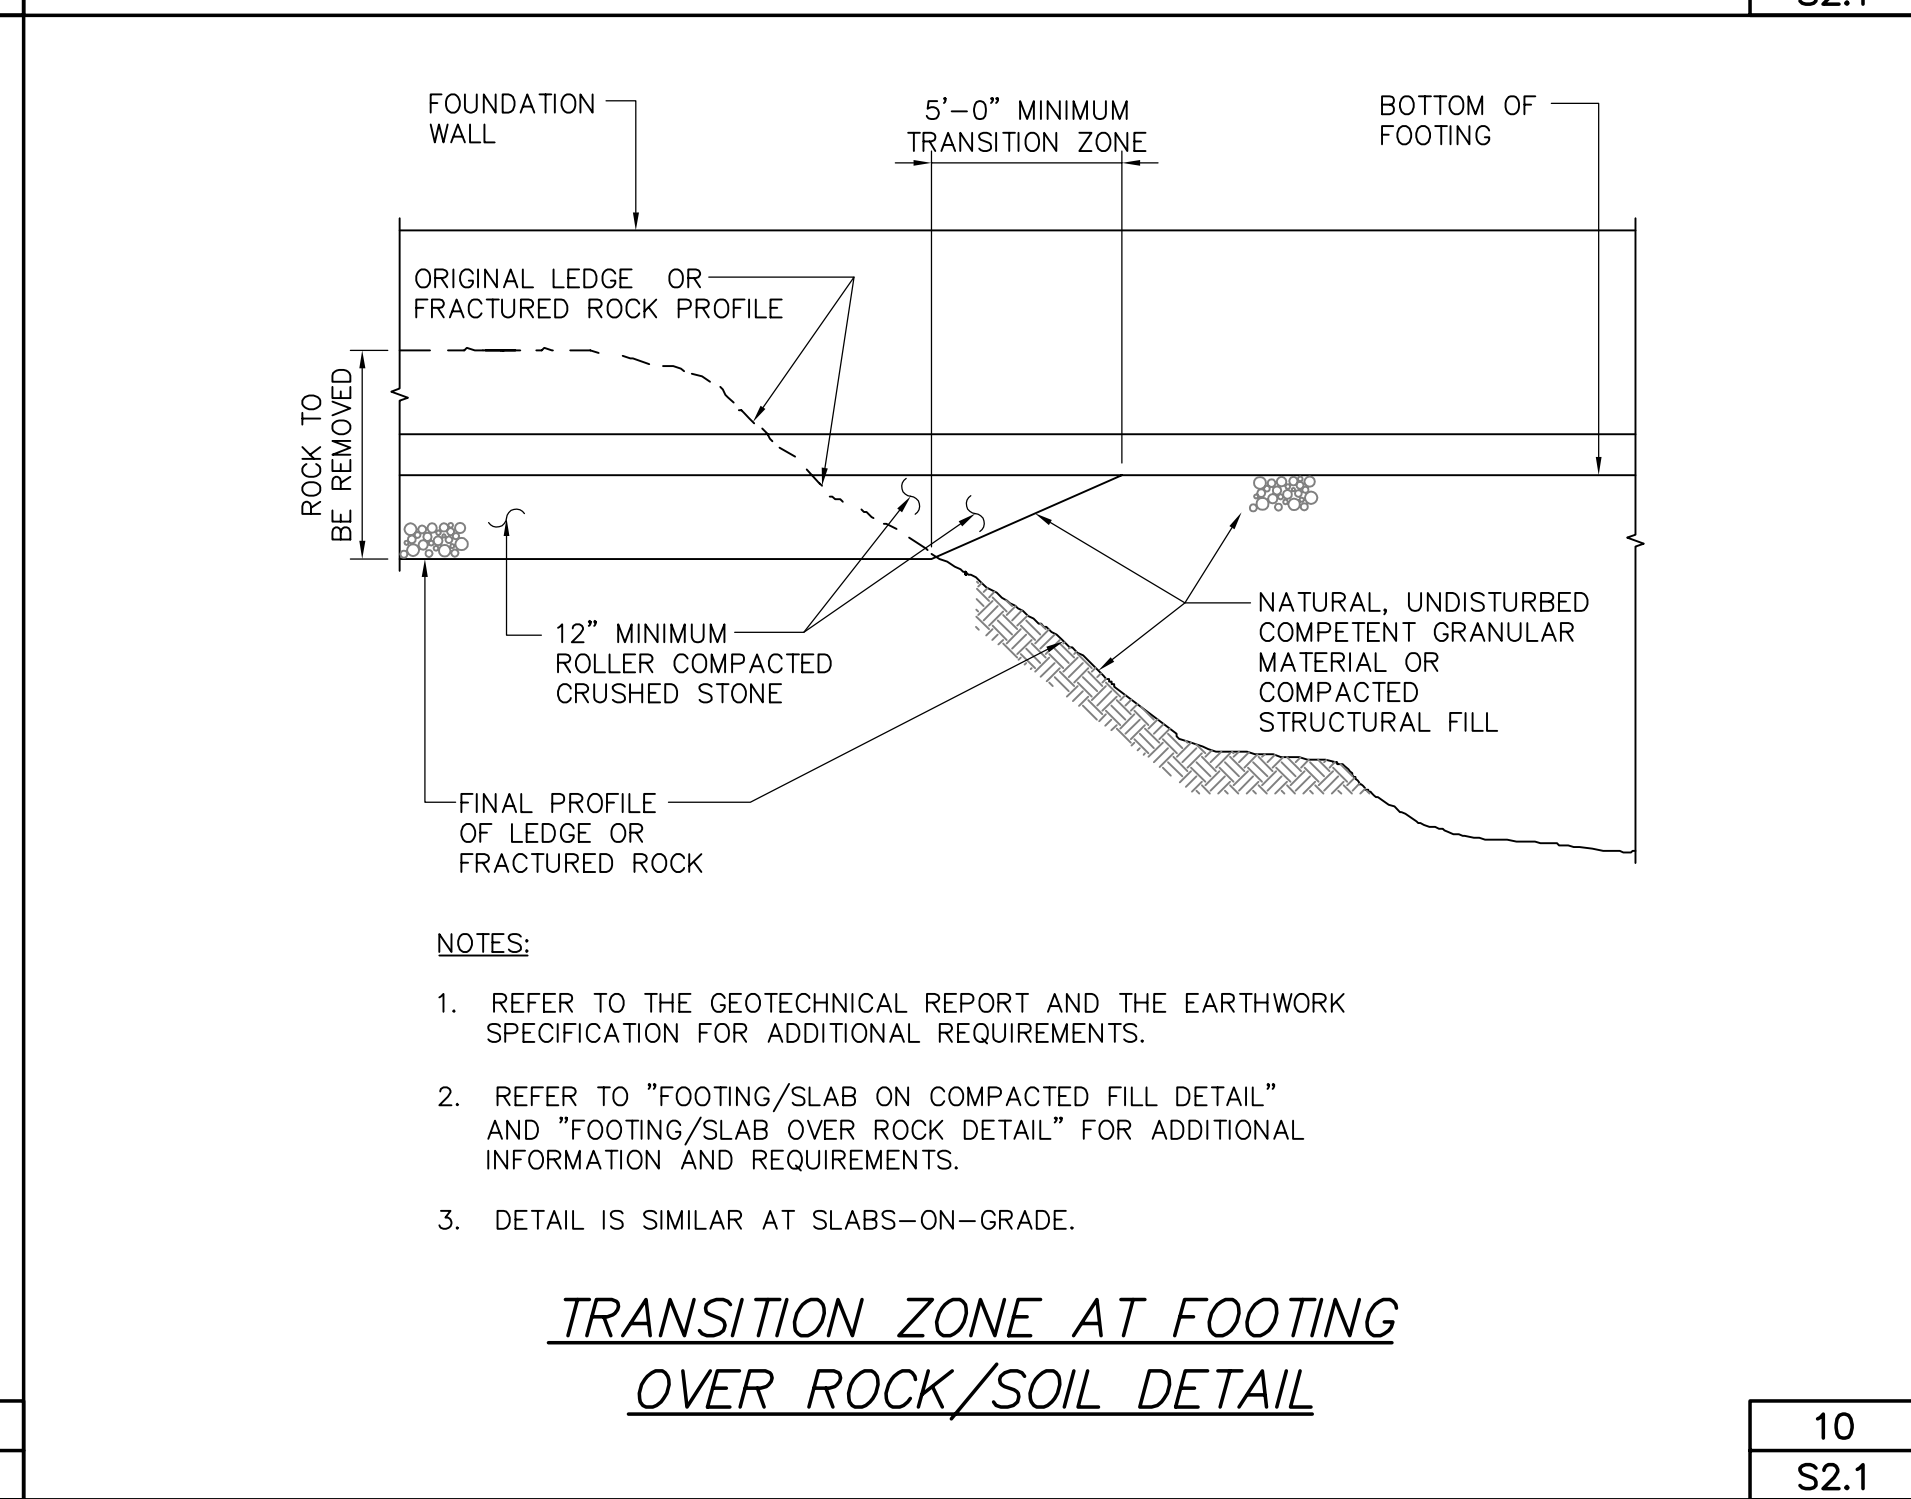 S2.1
FOUNDATION
WALL
5'-0" MINIMUM
TRANSITION ZONE
BOTTOM OF
FOOTING
ORIGINAL LEDGE OR
FRACTURED ROCK PROFILE
ROCK TO
BE REMOVED
12" MINIMUM
ROLLER COMPACTED
CRUSHED STONE
NATURAL, UNDISTURBED
COMPETENT GRANULAR
MATERIAL OR
COMPACTED
STRUCTURAL FILL
FINAL PROFILE
OF LEDGE OR
FRACTURED ROCK
NOTES:
1. REFER TO THE GEOTECHNICAL REPORT AND THE EARTHWORK
SPECIFICATION FOR ADDITIONAL REQUIREMENTS.
2. REFER TO "FOOTING/SLAB ON COMPACTED FILL DETAIL"
AND "FOOTING/SLAB OVER ROCK DETAIL" FOR ADDITIONAL
INFORMATION AND REQUIREMENTS.
3. DETAIL IS SIMILAR AT SLABS-ON-GRADE.
TRANSITION ZONE AT FOOTING
OVER ROCK/SOIL DETAIL
10
S2.1